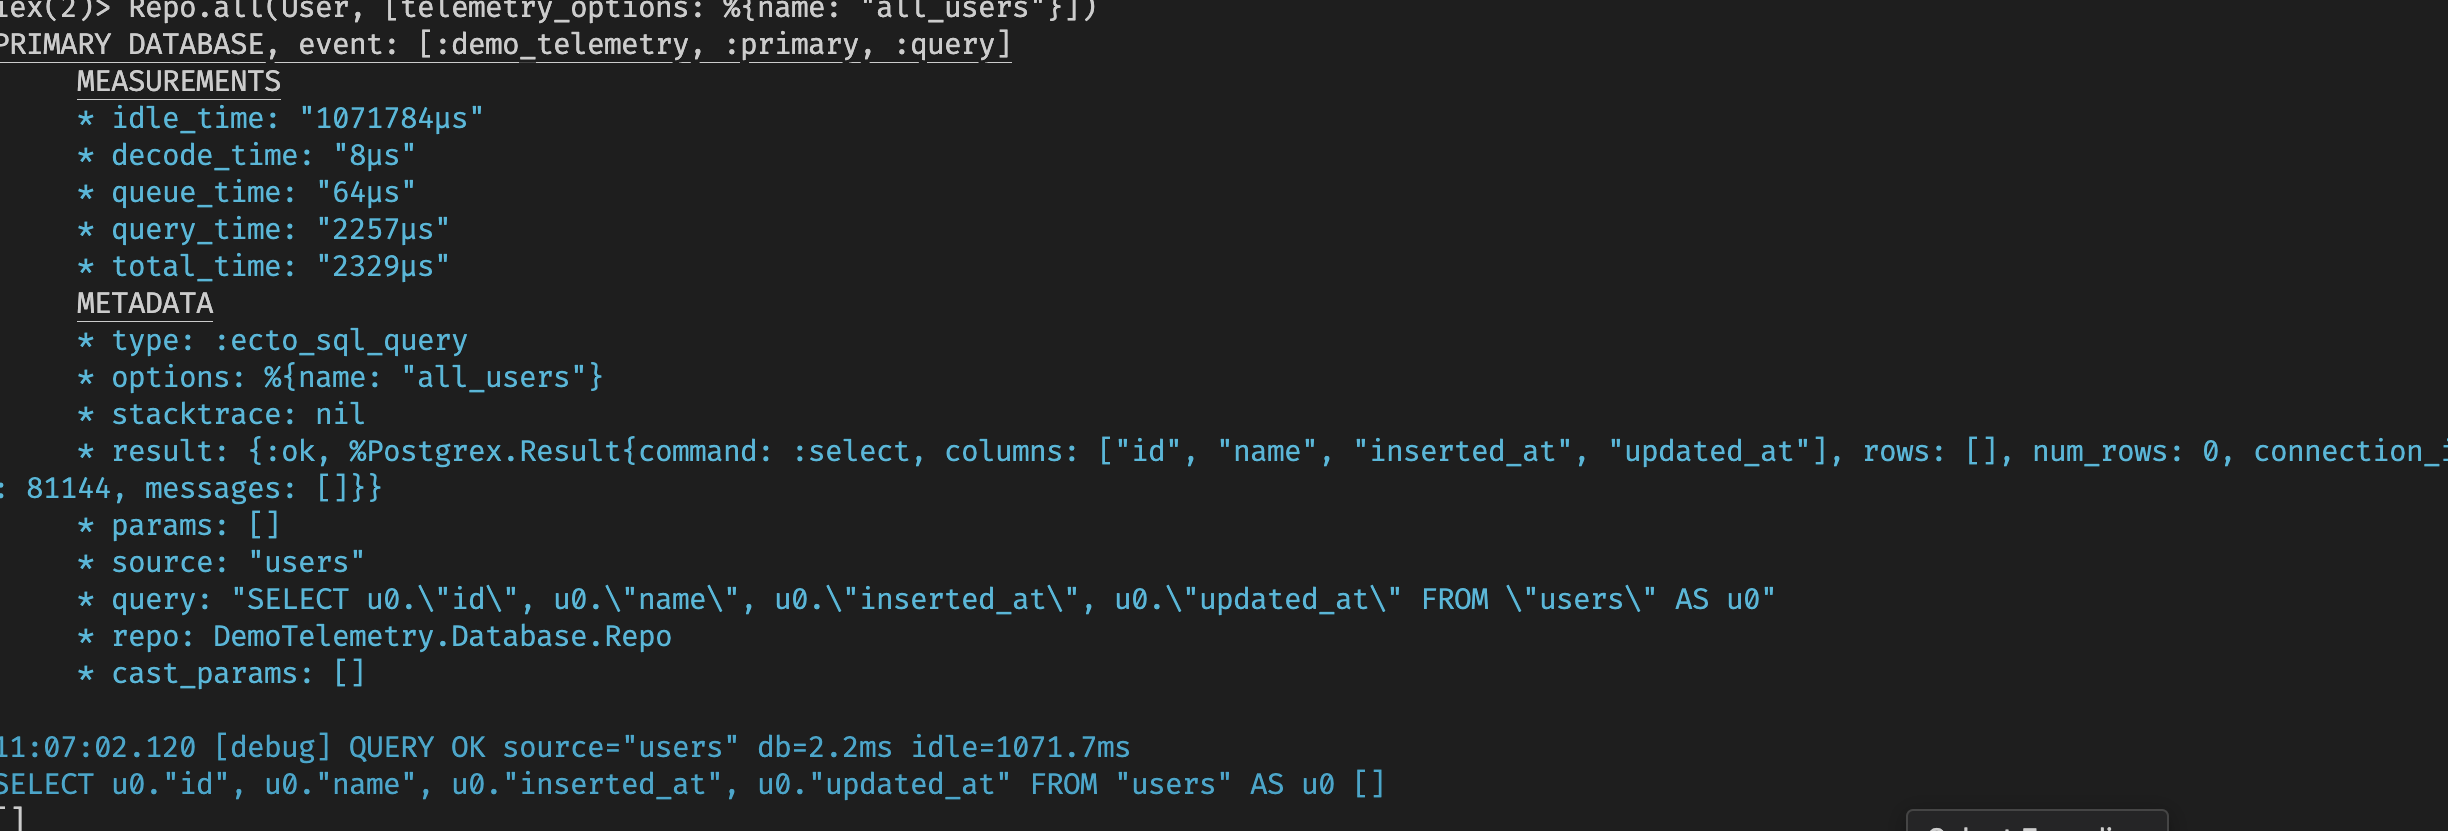 iex(2)> Repo.all(User, [telemetry_options: %{name: "all_users"}])
PRIMARY DATABASE, event: [:demo_telemetry, :primary, :query]
MEASUREMENTS
* idle_time: "1071784µs"
* decode_time: "8µs"
* queue_time: "64µs"
* query_time: "2257µs"
* total_time: "2329µs"
METADATA
* type: :ecto_sql_query
* options: %{name: "all_users"}
* stacktrace: nil
* result: {:ok, %Postgrex.Result{command: :select, columns: ["id", "name", "inserted_at", "updated_at"], rows: [], num_rows: 0, connection_i
: 81144, messages: []}}
* params: []
* source: "users"
* query: "SELECT u0.\"id\", u0.\"name\", u0.\"inserted_at\", u0.\"updated_at\" FROM \"users\" AS u0"
* repo: DemoTelemetry.Database.Repo
* cast_params: []
11:07:02.120 [debug] QUERY OK source="users" db=2.2ms idle=1071.7ms
SELECT u0."id", u0."name", u0."inserted_at", u0."updated_at" FROM "users" AS u0 []
[]